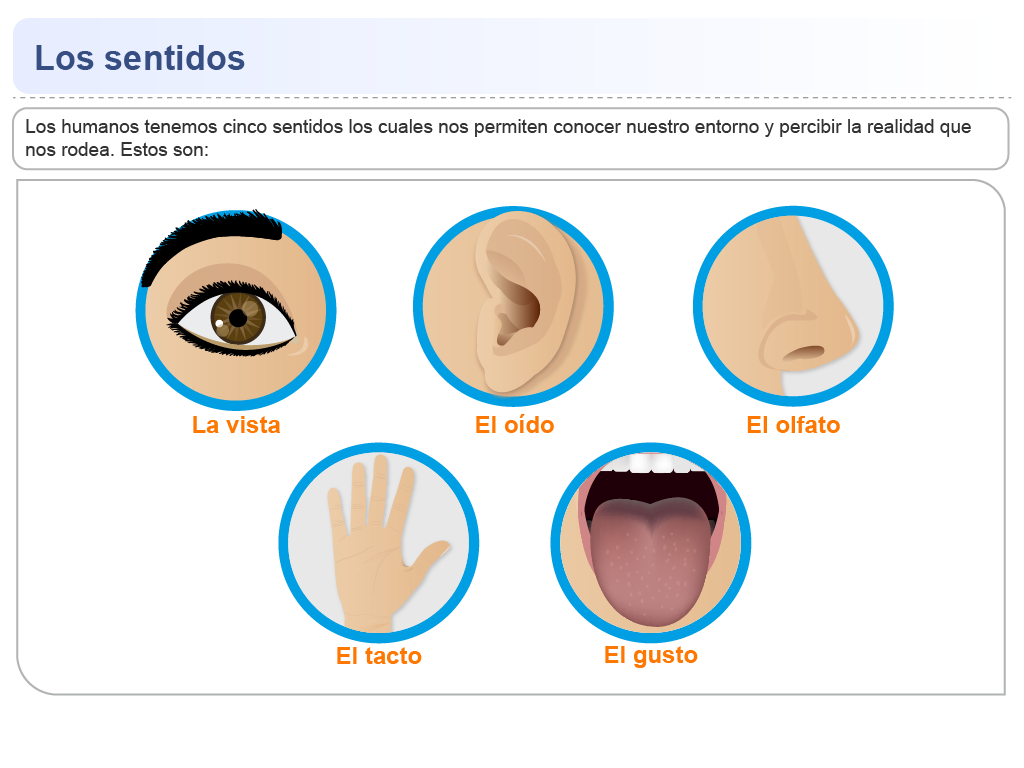 Los sentidos
Los humanos tenemos cinco sentidos los cuales nos permiten conocer nuestro entorno y percibir la realidad que
nos rodea. Estos son:
La vista
El oído
El olfato
El tacto
El gusto